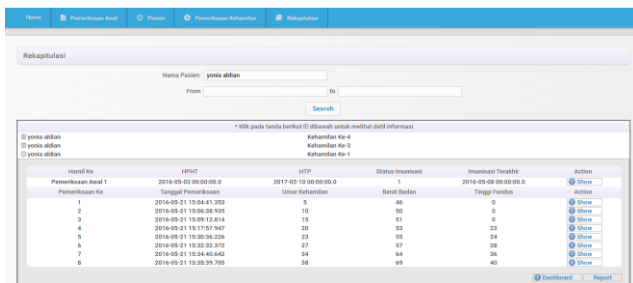 Home Pemeriksaan Awal Pasien Pemeriksaan Kehamilan Rekapitulasi
Rekapitulasi
Nama Pasien: yonia aldian
From to
Search
* Klik pada tanda berikut dibawah untuk melihat detil informasi
yonia aldian Kehamilan Ke-4
yonia aldian Kehamilan Ke-3
yonia aldian Kehamilan Ke-1
Hamil Ke HPHT HTP Status Imunisasi Imunisasi Terakhir Action
Pemeriksaan Awal 1 2016-05-03 00:00:00.0 2017-02-10 00:00:00.0 1 2016-05-08 00:00:00.0 Show
Pemeriksaan Ke Tanggal Pemeriksaan Umur Kehamilan Berat Badan Tinggi Fundus Action
1 2016-05-21 15:04:41.353 5 46 0 Show
2 2016-05-21 15:06:38.935 10 50 0 Show
3 2016-05-21 15:09:12.814 15 51 0 Show
4 2016-05-21 15:17:57.947 20 53 23 Show
5 2016-05-21 15:30:36.226 23 55 24 Show
6 2016-05-21 15:32:32.372 27 57 28 Show
7 2016-05-21 15:34:40.642 34 64 36 Show
8 2016-05-21 15:35:39.705 38 69 40 Show
Dashboard Report